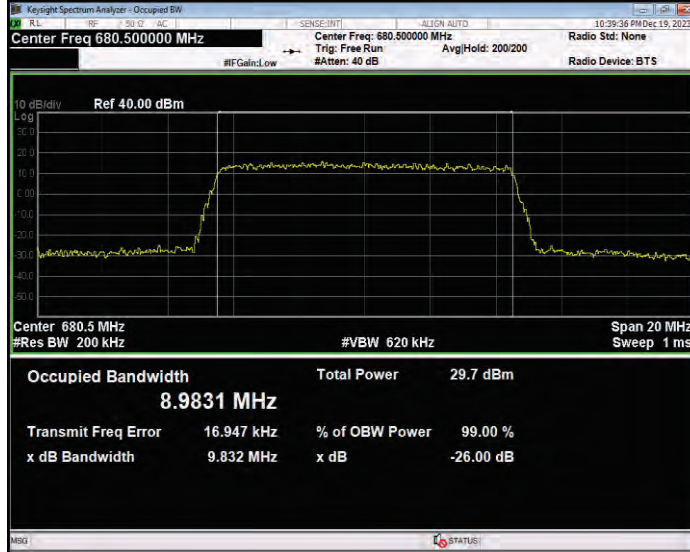 Keysight Spectrum Analyzer - Occupied BW
RL RF 50 Ω AC SENSE:INT ALIGN AUTO 10:39:36 PM Dec 19, 2023
Center Freq 680.500000 MHz
Center Freq: 680.500000 MHz Radio Std: None
Trig: Free Run Avg|Hold: 200/200
#IFGain:Low #Atten: 40 dB Radio Device: BTS
10 dB/div Ref 40.00 dBm
Log
30.0
20.0
10.0
0.00
-10.0
-20.0
-30.0
-40.0
-50.0
Center 680.5 MHz Span 20 MHz
#Res BW 200 kHz #VBW 620 kHz Sweep 1 ms
Occupied Bandwidth Total Power 29.7 dBm
8.9831 MHz
Transmit Freq Error 16.947 kHz % of OBW Power 99.00 %
x dB Bandwidth 9.832 MHz x dB -26.00 dB
MSG STATUS